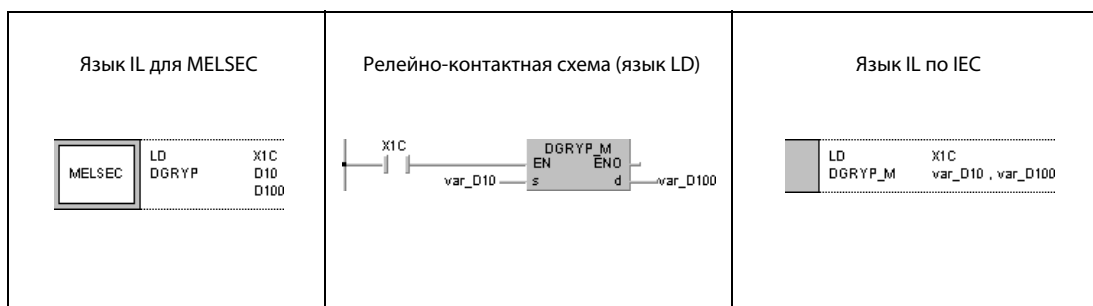 Язык IL для MELSEC
MELSEC
LD X1C
DGRYP D10
D100
Релейно-контактная схема (язык LD)
X1C
DGRYP_M
EN ENO
var_D10 s d var_D100
Язык IL по IEC
LD X1C
DGRYP_M var_D10 , var_D100